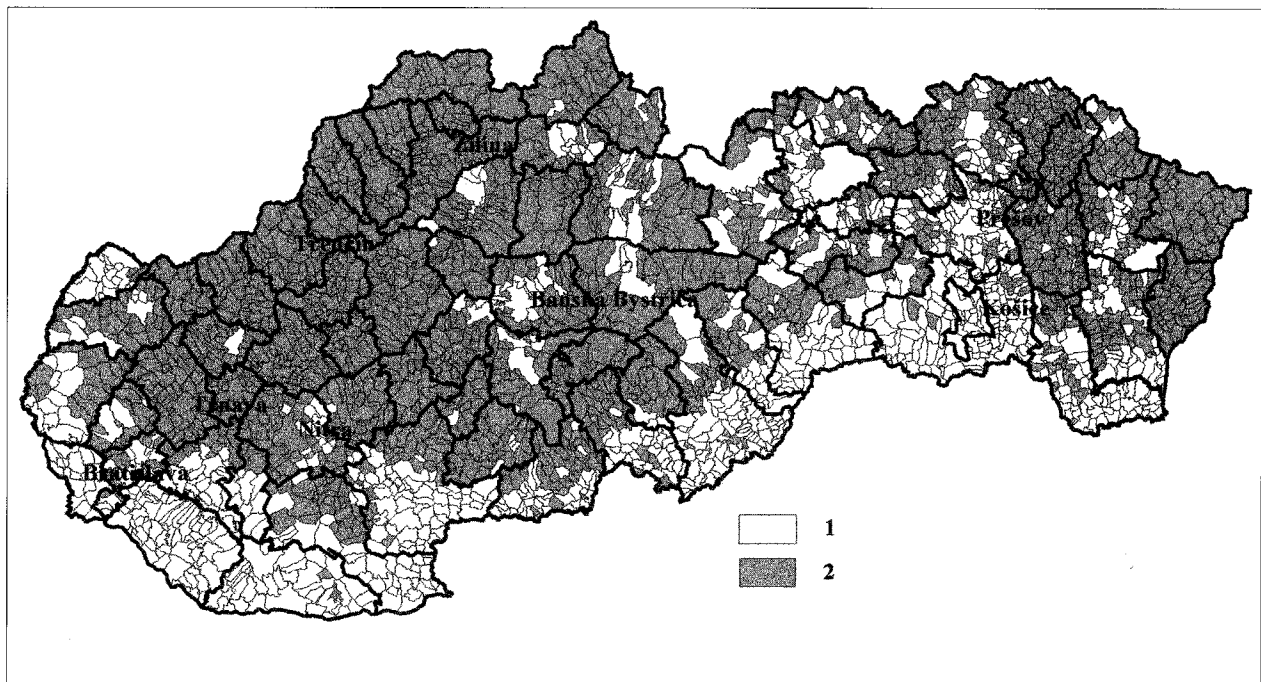 Žilina
Trenčín
Prešov
Banská Bystrica
Košice
Trnava
Nitra
Bratislava
1
2